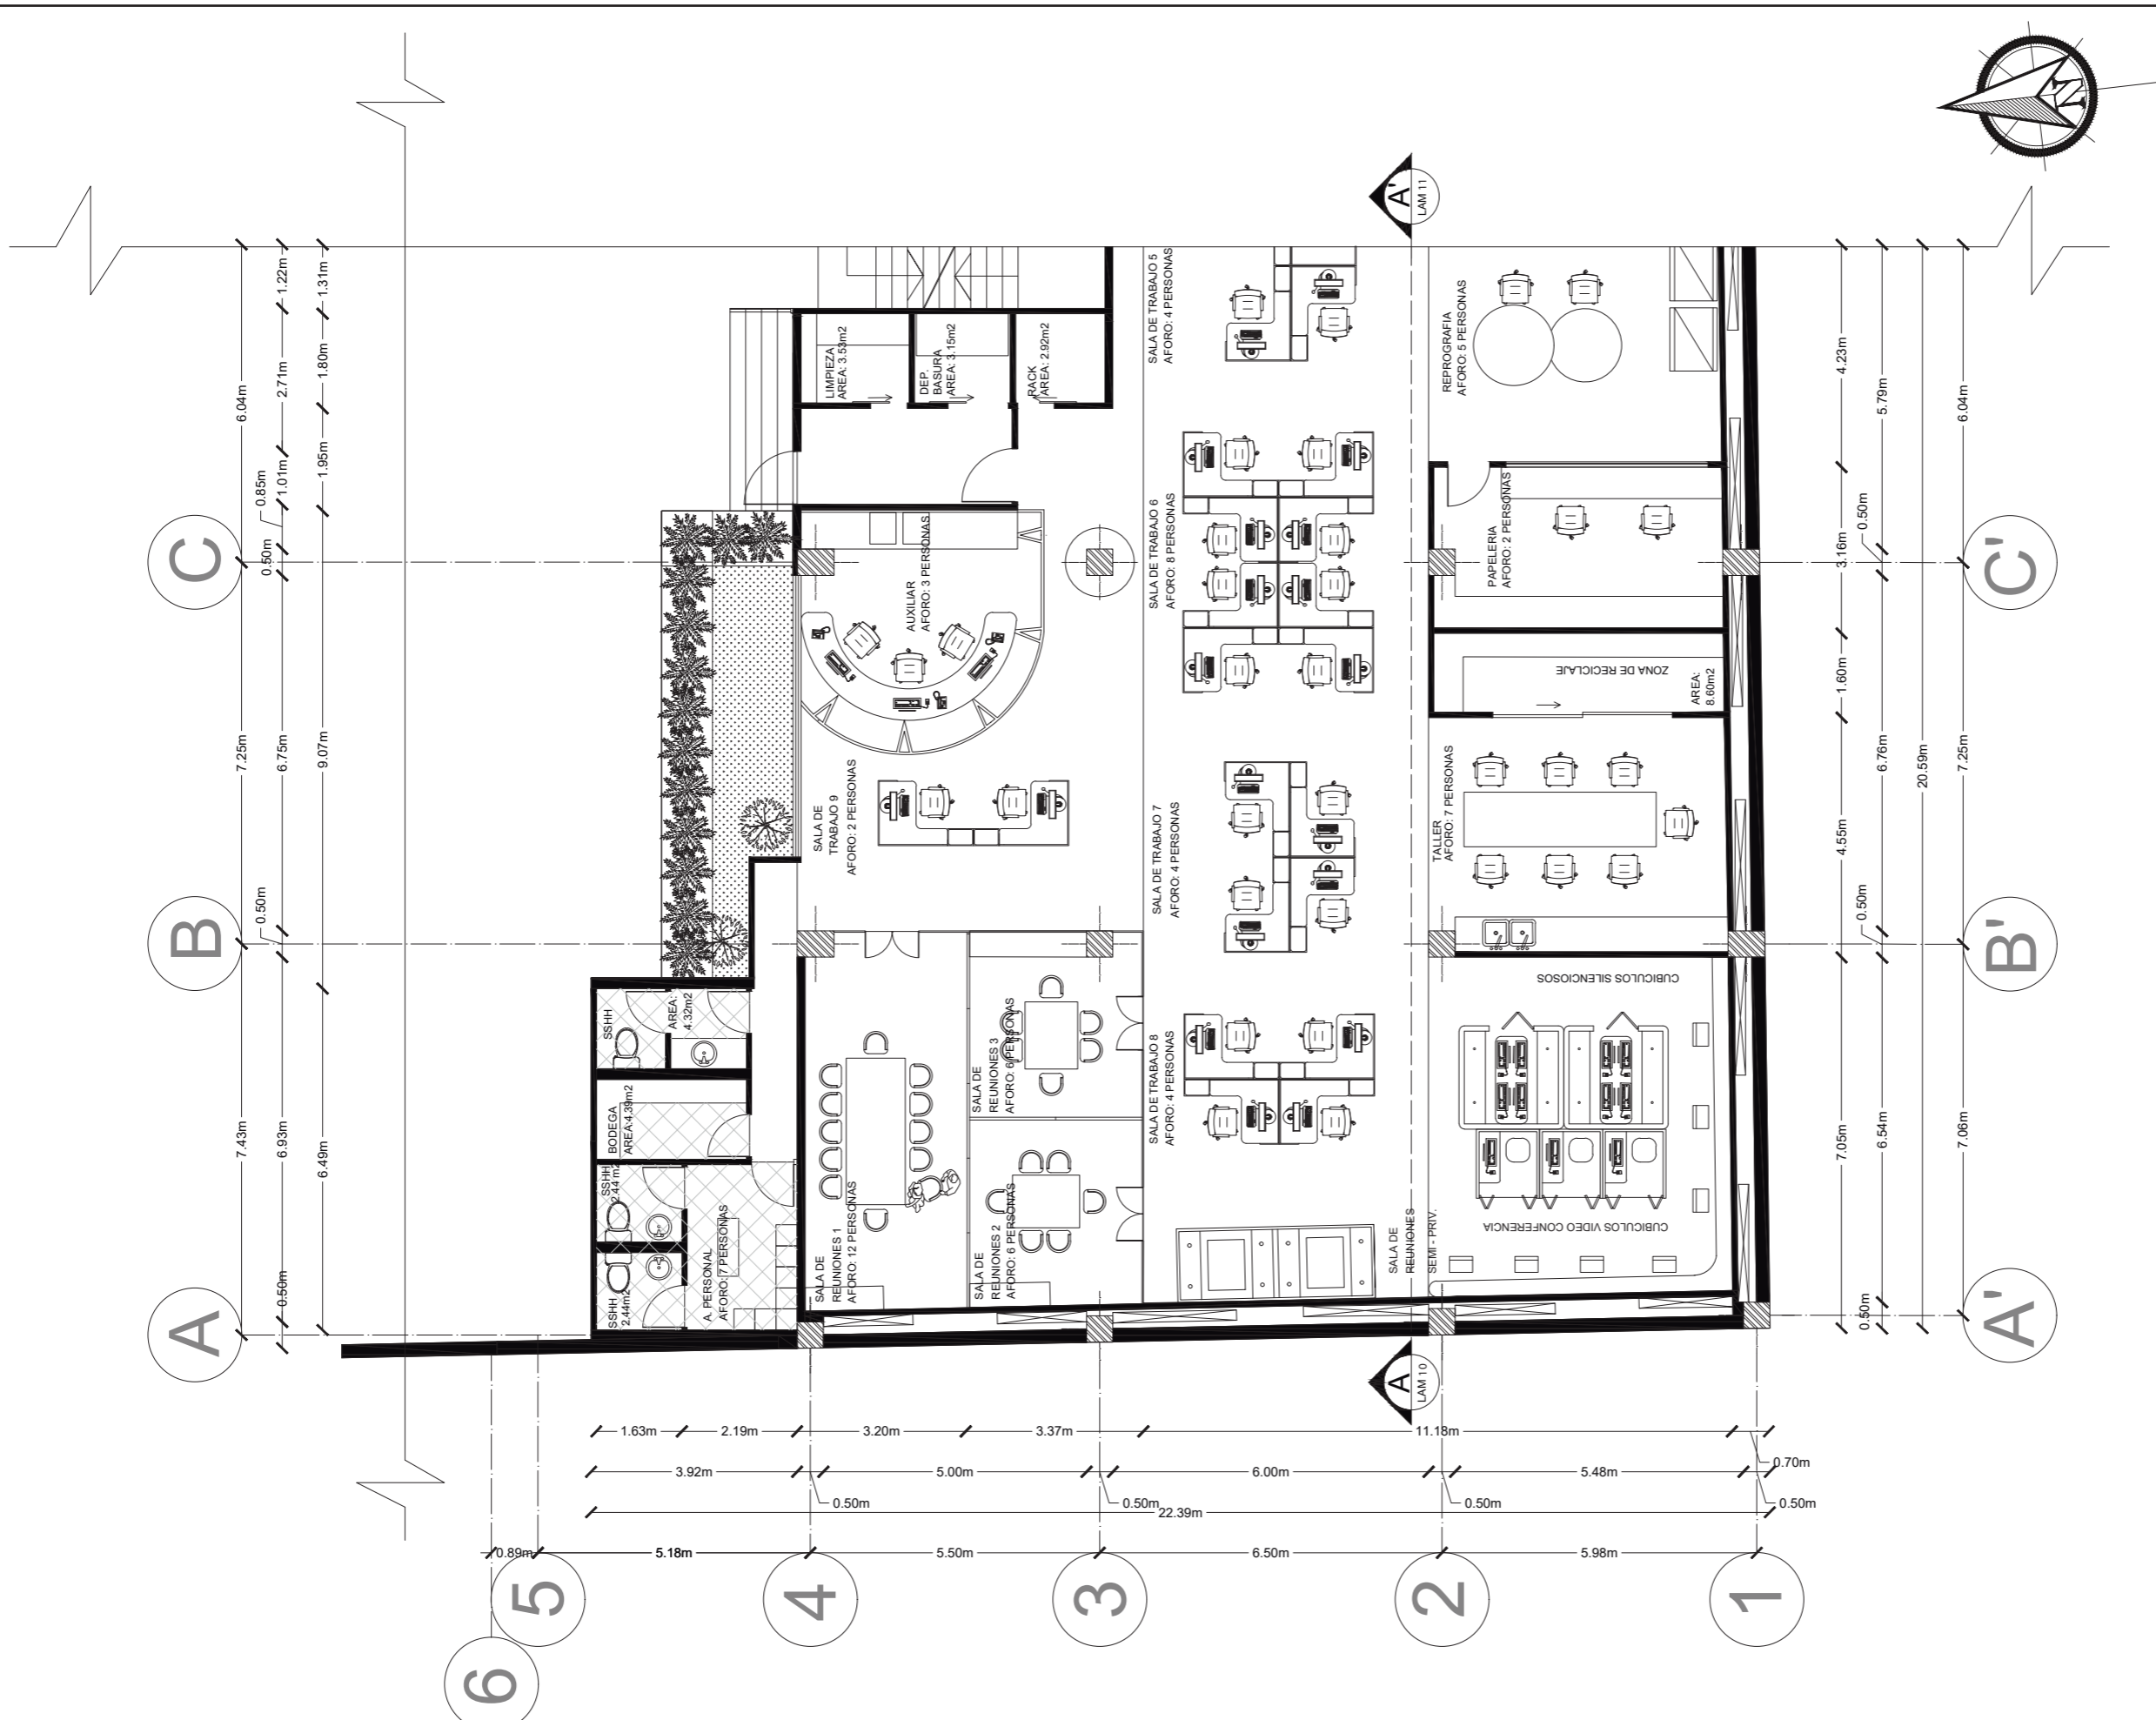 N
A'
LAM 11
1.22m
1.31m
2.71m
1.80m
6.04m
1.01m
1.95m
0.85m
0.50m
7.25m
6.75m
9.07m
0.50m
7.43m
6.93m
6.49m
0.50m
C
B
A
LIMPIEZA
AREA: 3.53m2
DEP.
BASURA
AREA: 3.15m2
RACK
AREA: 2.92m2
SALA DE TRABAJO 5
AFORO: 4 PERSONAS
REPROGRAFIA
AFORO: 5 PERSONAS
AUXILIAR
AFORO: 3 PERSONAS
SALA DE TRABAJO 6
AFORO: 8 PERSONAS
PAPELERIA
AFORO: 2 PERSONAS
ZONA DE RECICLAJE
AREA:
8.60m2
SALA DE
TRABAJO 9
AFORO: 2 PERSONAS
SALA DE TRABAJO 7
AFORO: 4 PERSONAS
TALLER
AFORO: 7 PERSONAS
SSHH
AREA:
4.32m2
BODEGA
AREA:4.39m2
SSHH
2.44 m2
SSHH
2.44m2
A. PERSONAL
AFORO: 7 PERSONAS
SALA DE
REUNIONES 1
AFORO: 12 PERSONAS
SALA DE
REUNIONES 3
AFORO: 6 PERSONAS
SALA DE
REUNIONES 2
AFORO: 6 PERSONAS
SALA DE TRABAJO 8
AFORO: 4 PERSONAS
SALA DE
REUNIONES
SEMI - PRIV.
CUBICULOS SILENCIOSOS
CUBICULOS VIDEO CONFERENCIA
4.23m
5.79m
6.04m
0.50m
3.16m
1.60m
6.76m
20.59m
7.25m
4.55m
0.50m
7.05m
6.54m
7.06m
0.50m
C'
B'
A'
A
LAM 10
1.63m
2.19m
3.20m
3.37m
11.18m
0.70m
3.92m
5.00m
6.00m
5.48m
0.50m
0.50m
0.50m
0.50m
22.39m
0.89m
5.18m
5.50m
6.50m
5.98m
5
4
3
2
1
6